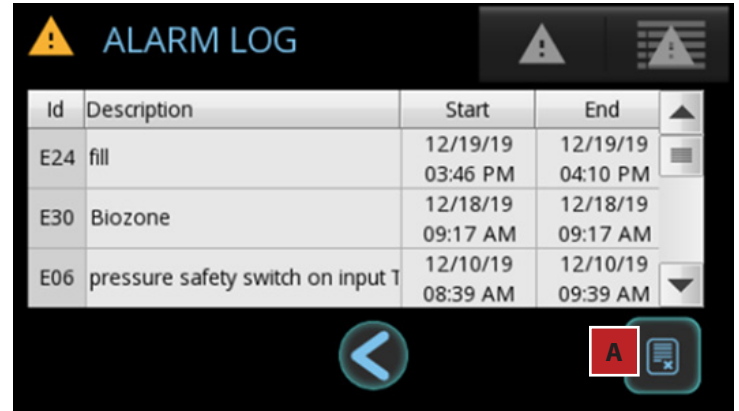 ALARM LOG
Id Description Start End
E24 fill 12/19/19 03:46 PM 12/19/19 04:10 PM
E30 Biozone 12/18/19 09:17 AM 12/18/19 09:17 AM
E06 pressure safety switch on input T 12/10/19 08:39 AM 12/10/19 09:39 AM
A